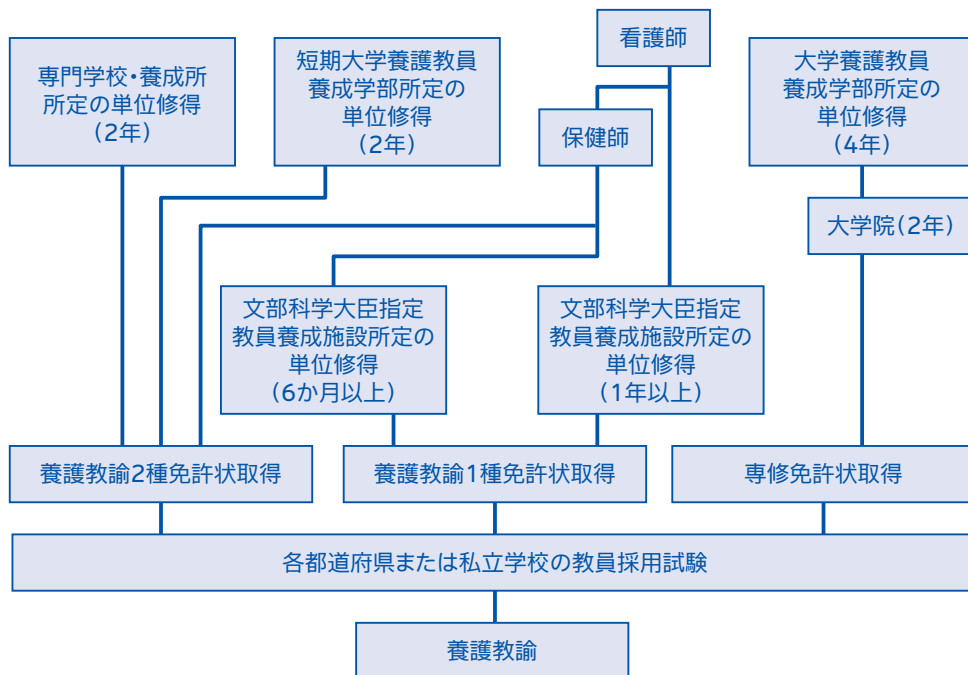 専門学校・養成所
所定の単位修得
(2年)
短期大学養護教員
養成学部所定の
単位修得
(2年)
看護師
保健師
大学養護教員
養成学部所定の
単位修得
(4年)
大学院(2年)
文部科学大臣指定
教員養成施設所定の
単位修得
(6か月以上)
文部科学大臣指定
教員養成施設所定の
単位修得
(1年以上)
養護教諭2種免許状取得
養護教諭1種免許状取得
専修免許状取得
各都道府県または私立学校の教員採用試験
養護教諭